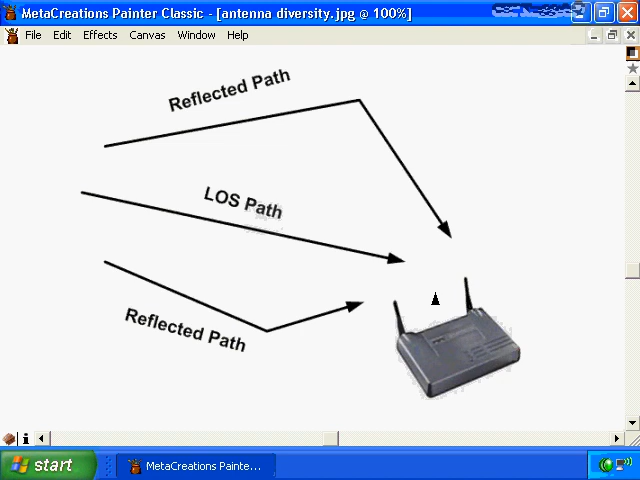 MetaCreations Painter Classic - [antenna diversity.jpg @ 100%]
File Edit Effects Canvas Window Help
Reflected Path
LOS Path
Reflected Path
start
MetaCreations Painte...